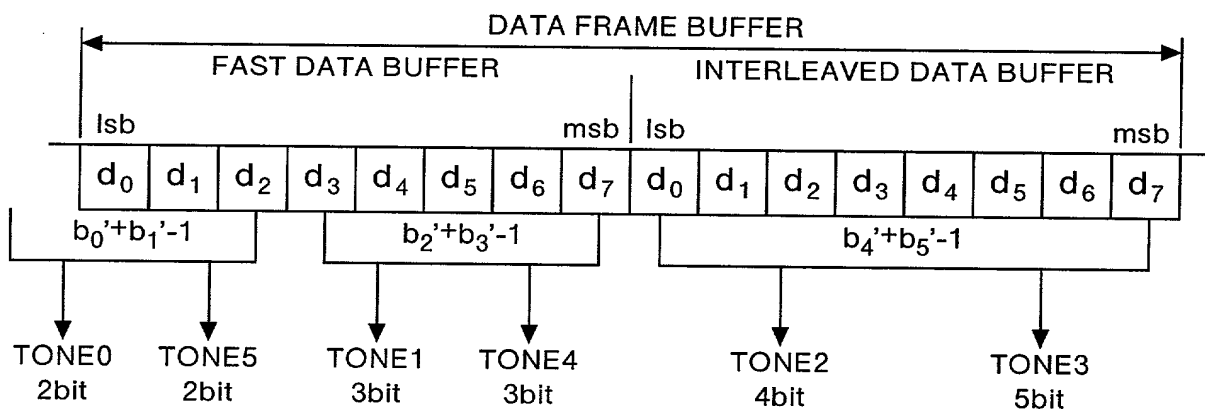 DATA FRAME BUFFER
FAST DATA BUFFER INTERLEAVED DATA BUFFER
lsb msb lsb msb
d₀ d₁ d₂ d₃ d₄ d₅ d₆ d₇ d₀ d₁ d₂ d₃ d₄ d₅ d₆ d₇
b₀'+b₁'-1 b₂'+b₃'-1 b₄'+b₅'-1
TONE0 TONE5 TONE1 TONE4 TONE2 TONE3
2bit 2bit 3bit 3bit 4bit 5bit